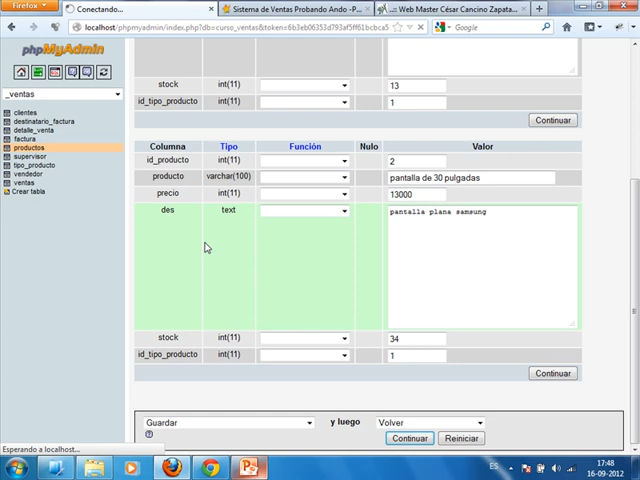 Firefox
Conectando...
Sistema de Ventas Probando Ando -P...
..:: Web Master César Cancino Zapata...
localhost/phpmyadmin/index.php?db=curso_ventas&token=6b3eb06353d793af5ff61bcbca5
Google
phpMyAdmin
_ventas
clientes
destinatario_factura
detalle_venta
factura
productos
supervisor
tipo_producto
vendedor
ventas
Crear tabla
stock int(11) 13
id_tipo_producto int(11) 1
Continuar
Columna Tipo Función Nulo Valor
id_producto int(11) 2
producto varchar(100) pantalla de 30 pulgadas
precio int(11) 13000
des text pantalla plana samsung
stock int(11) 34
id_tipo_producto int(11) 1
Continuar
Guardar y luego Volver
Continuar Reiniciar
Esperando a localhost...
ES 17:48
16-09-2012